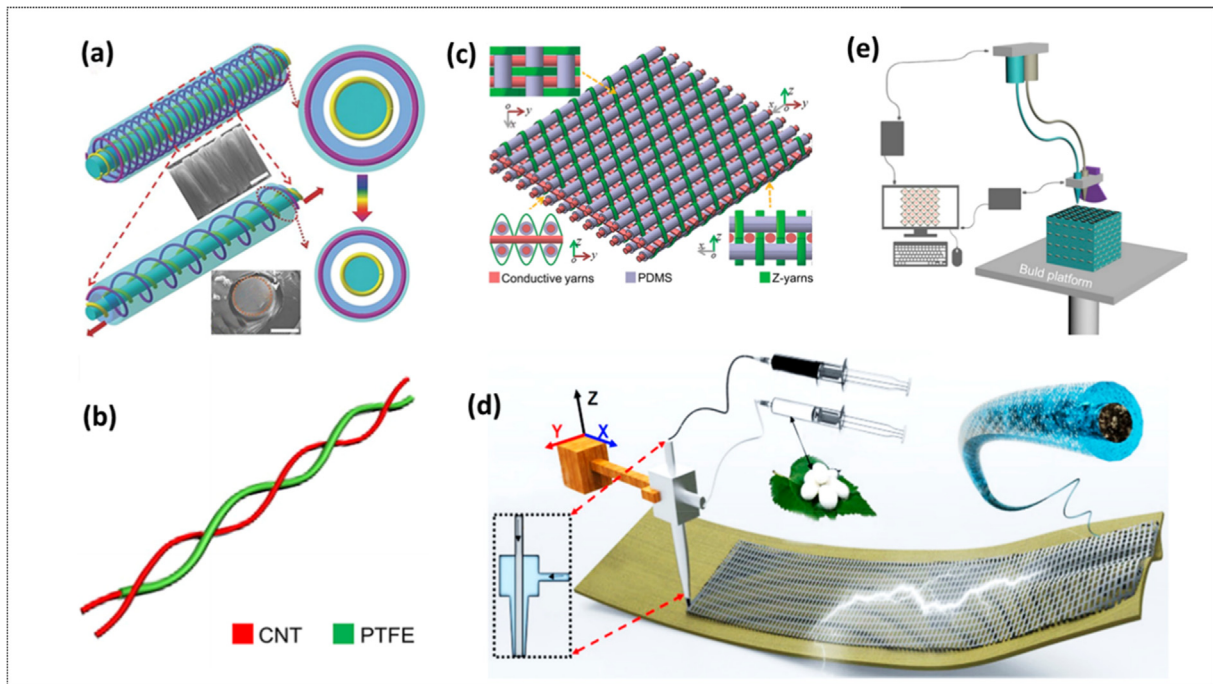 (a)
(c)
(e)
x
y
o
z
y
x
o
z
y
o
z
x
o
Conductive yarns
PDMS
Z-yarns
Buld platform
(b)
CNT
PTFE
(d)
Z
Y
X